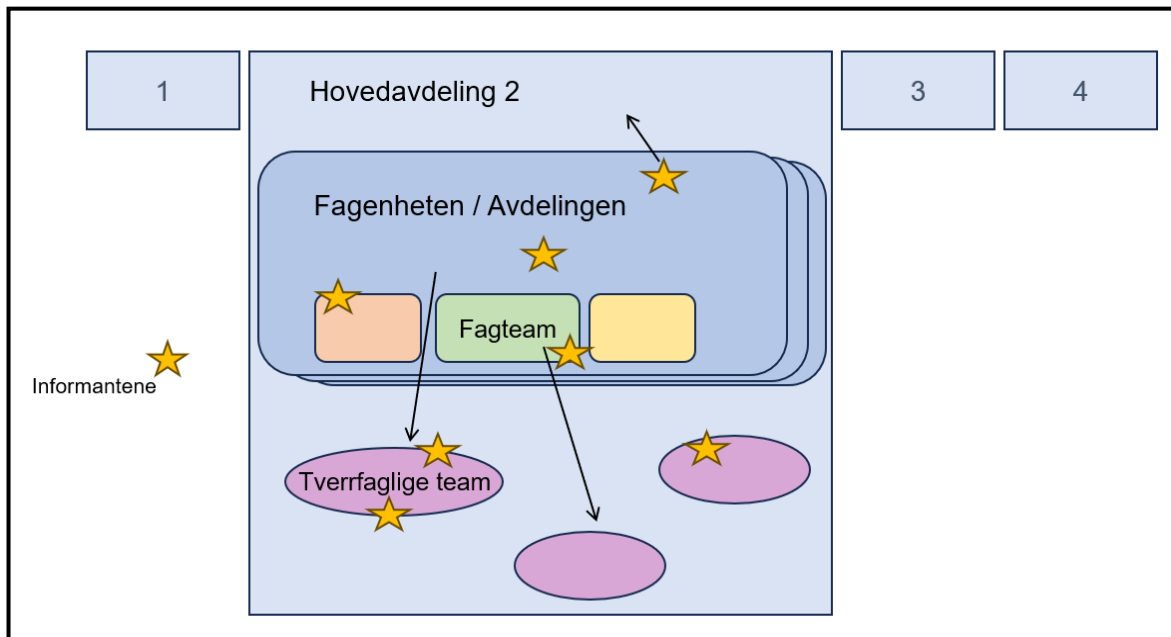 1
Hovedavdeling 2
3
4
Fagenheten / Avdelingen
Fagteam
Informantene
Tverrfaglige team